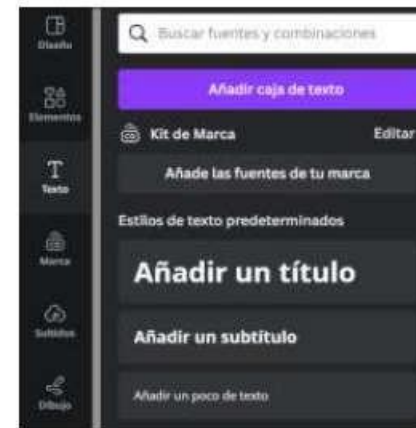 Diseño
Elementos
Texto
Marca
Subidos
Dibujo
Buscar fuentes y combinaciones
Añadir caja de texto
Kit de Marca Editar
Añade las fuentes de tu marca
Estilos de texto predeterminados
Añadir un título
Añadir un subtítulo
Añadir un poco de texto